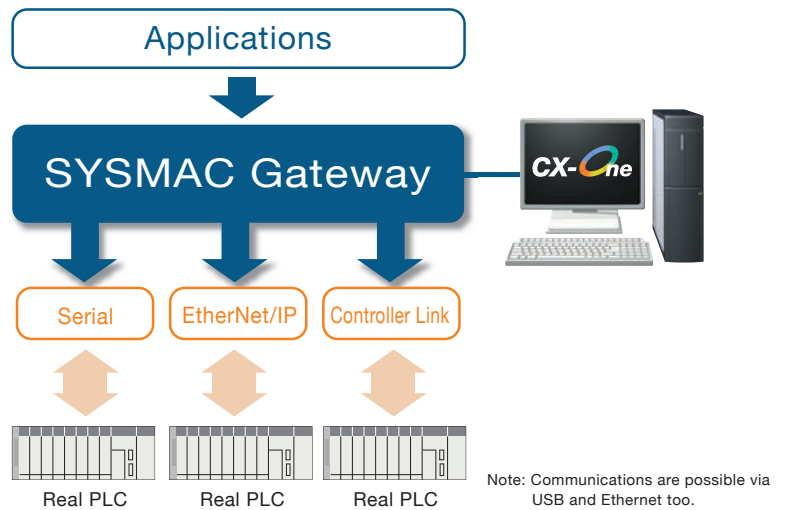 Applications
SYSMAC Gateway
CX-One
Serial
EtherNet/IP
Controller Link
Real PLC
Real PLC
Real PLC
Note: Communications are possible via
USB and Ethernet too.